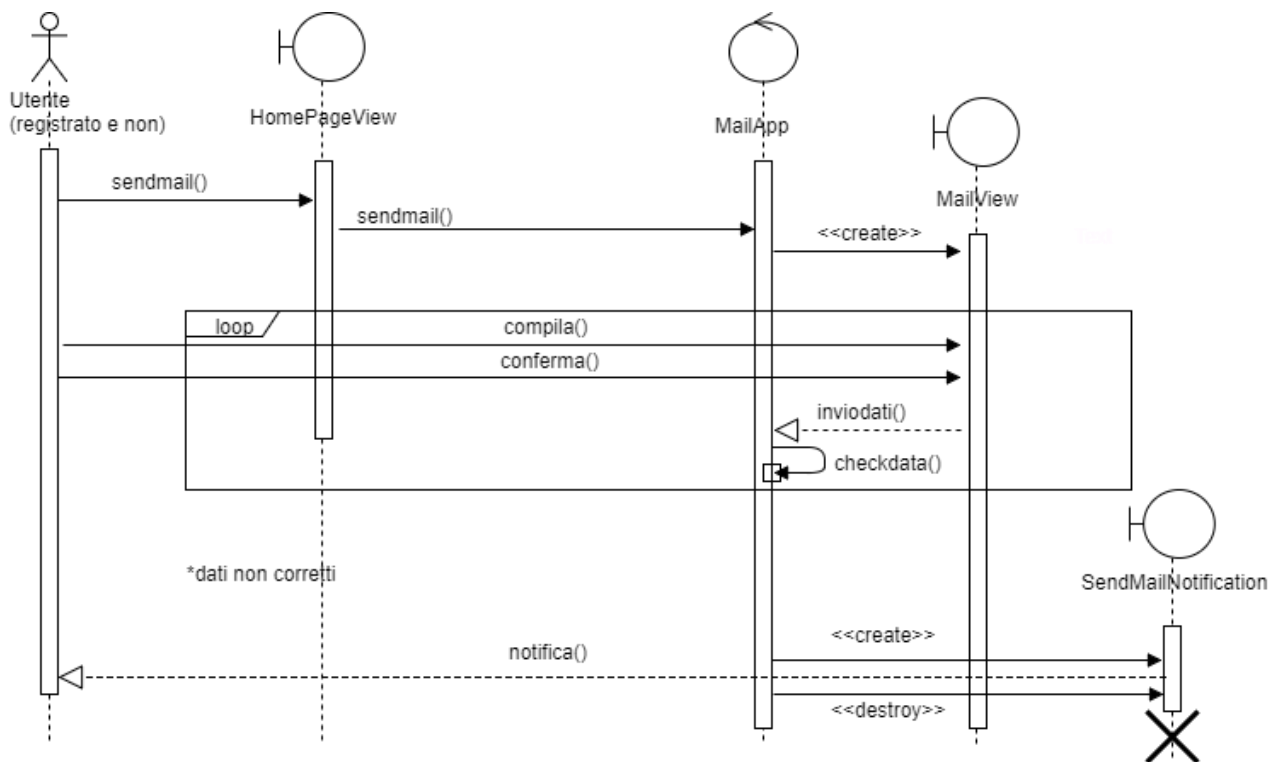 Utente
(registrato e non)
HomePageView
MailApp
MailView
sendmail()
sendmail()
<<create>>
loop
compila()
conferma()
inviodati()
checkdata()
*dati non corretti
SendMailNotification
<<create>>
notifica()
<<destroy>>